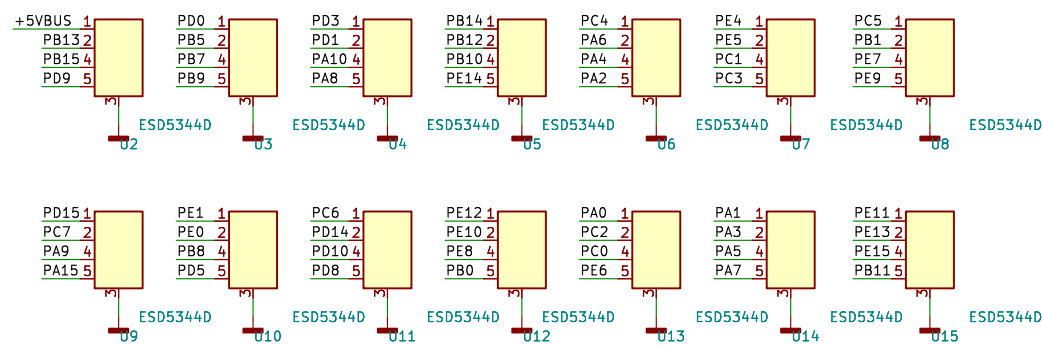 +5VBUS 1 PD0 1 PD3 1 PB14 1 PC4 1 PE4 1 PC5 1
PB13 2 PB5 2 PD1 2 PB12 2 PA6 2 PE5 2 PB1 2
PB15 4 PB7 4 PA10 4 PB10 4 PA4 4 PC1 4 PE7 4
PD9 5 PB9 5 PA8 5 PE14 5 PA2 5 PC3 5 PE9 5
3 3 3 3 3 3 3
ESD5344D ESD5344D ESD5344D ESD5344D ESD5344D ESD5344D ESD5344D
U2 U3 U4 U5 U6 U7 U8
PD15 1 PE1 1 PC6 1 PE12 1 PA0 1 PA1 1 PE11 1
PC7 2 PE0 2 PD14 2 PE10 2 PC2 2 PA3 2 PE13 2
PA9 4 PB8 4 PD10 4 PE8 4 PC0 4 PA5 4 PE15 4
PA15 5 PD5 5 PD8 5 PB0 5 PE6 5 PA7 5 PB11 5
3 3 3 3 3 3 3
ESD5344D ESD5344D ESD5344D ESD5344D ESD5344D ESD5344D ESD5344D
U9 U10 U11 U12 U13 U14 U15